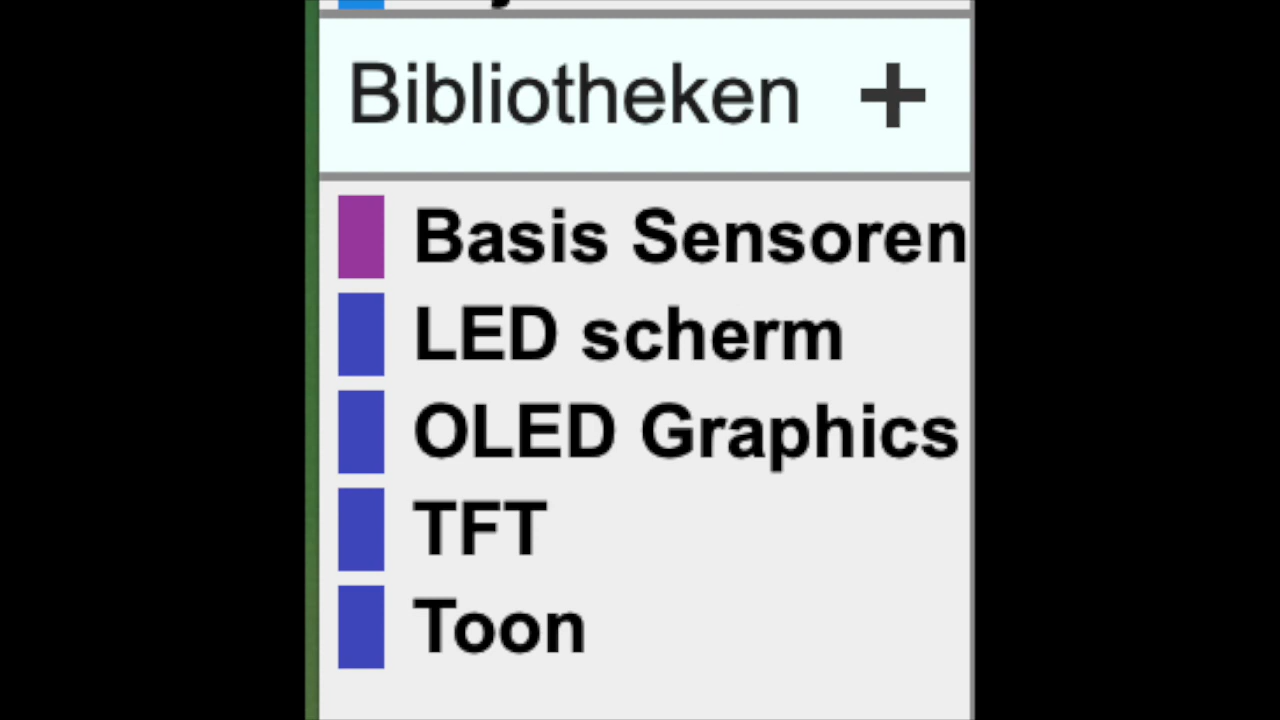 Bibliotheken +
Basis Sensoren
LED scherm
OLED Graphics
TFT
Toon